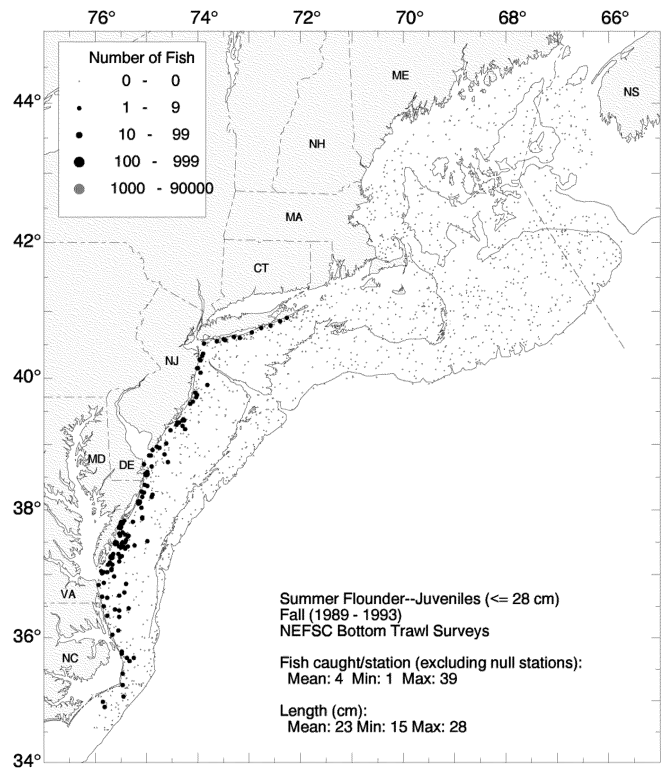 76° 74° 72° 70° 68° 66°
Number of Fish
0 - 0
1 - 9
10 - 99
100 - 999
1000 - 90000
ME
NS
44°
NH
MA
42°
CT
NJ
40°
MD
DE
38°
VA
36°
NC
34°
Summer Flounder--Juveniles (<= 28 cm)
Fall (1989 - 1993)
NEFSC Bottom Trawl Surveys
Fish caught/station (excluding null stations):
Mean: 4 Min: 1 Max: 39
Length (cm):
Mean: 23 Min: 15 Max: 28